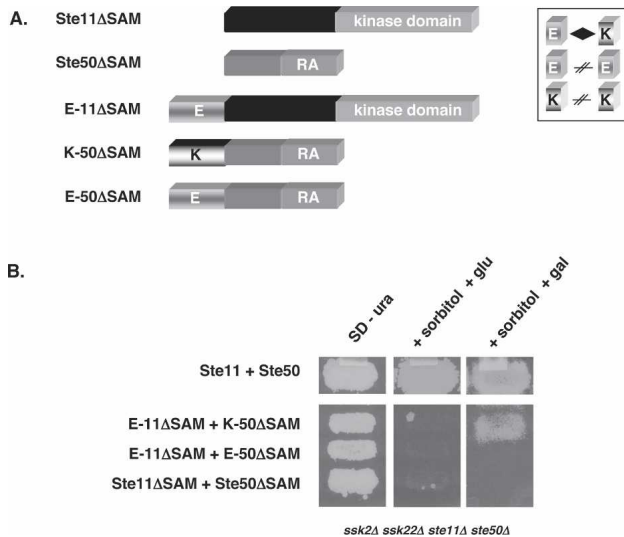 A.
Ste11ΔSAM
kinase domain
Ste50ΔSAM
RA
E-11ΔSAM
E
kinase domain
K-50ΔSAM
K
RA
E-50ΔSAM
E
RA
E K
E E
K K
B.
SD - ura
+ sorbitol + glu
+ sorbitol + gal
Ste11 + Ste50
E-11ΔSAM + K-50ΔSAM
E-11ΔSAM + E-50ΔSAM
Ste11ΔSAM + Ste50ΔSAM
ssk2Δ ssk22Δ ste11Δ ste50Δ